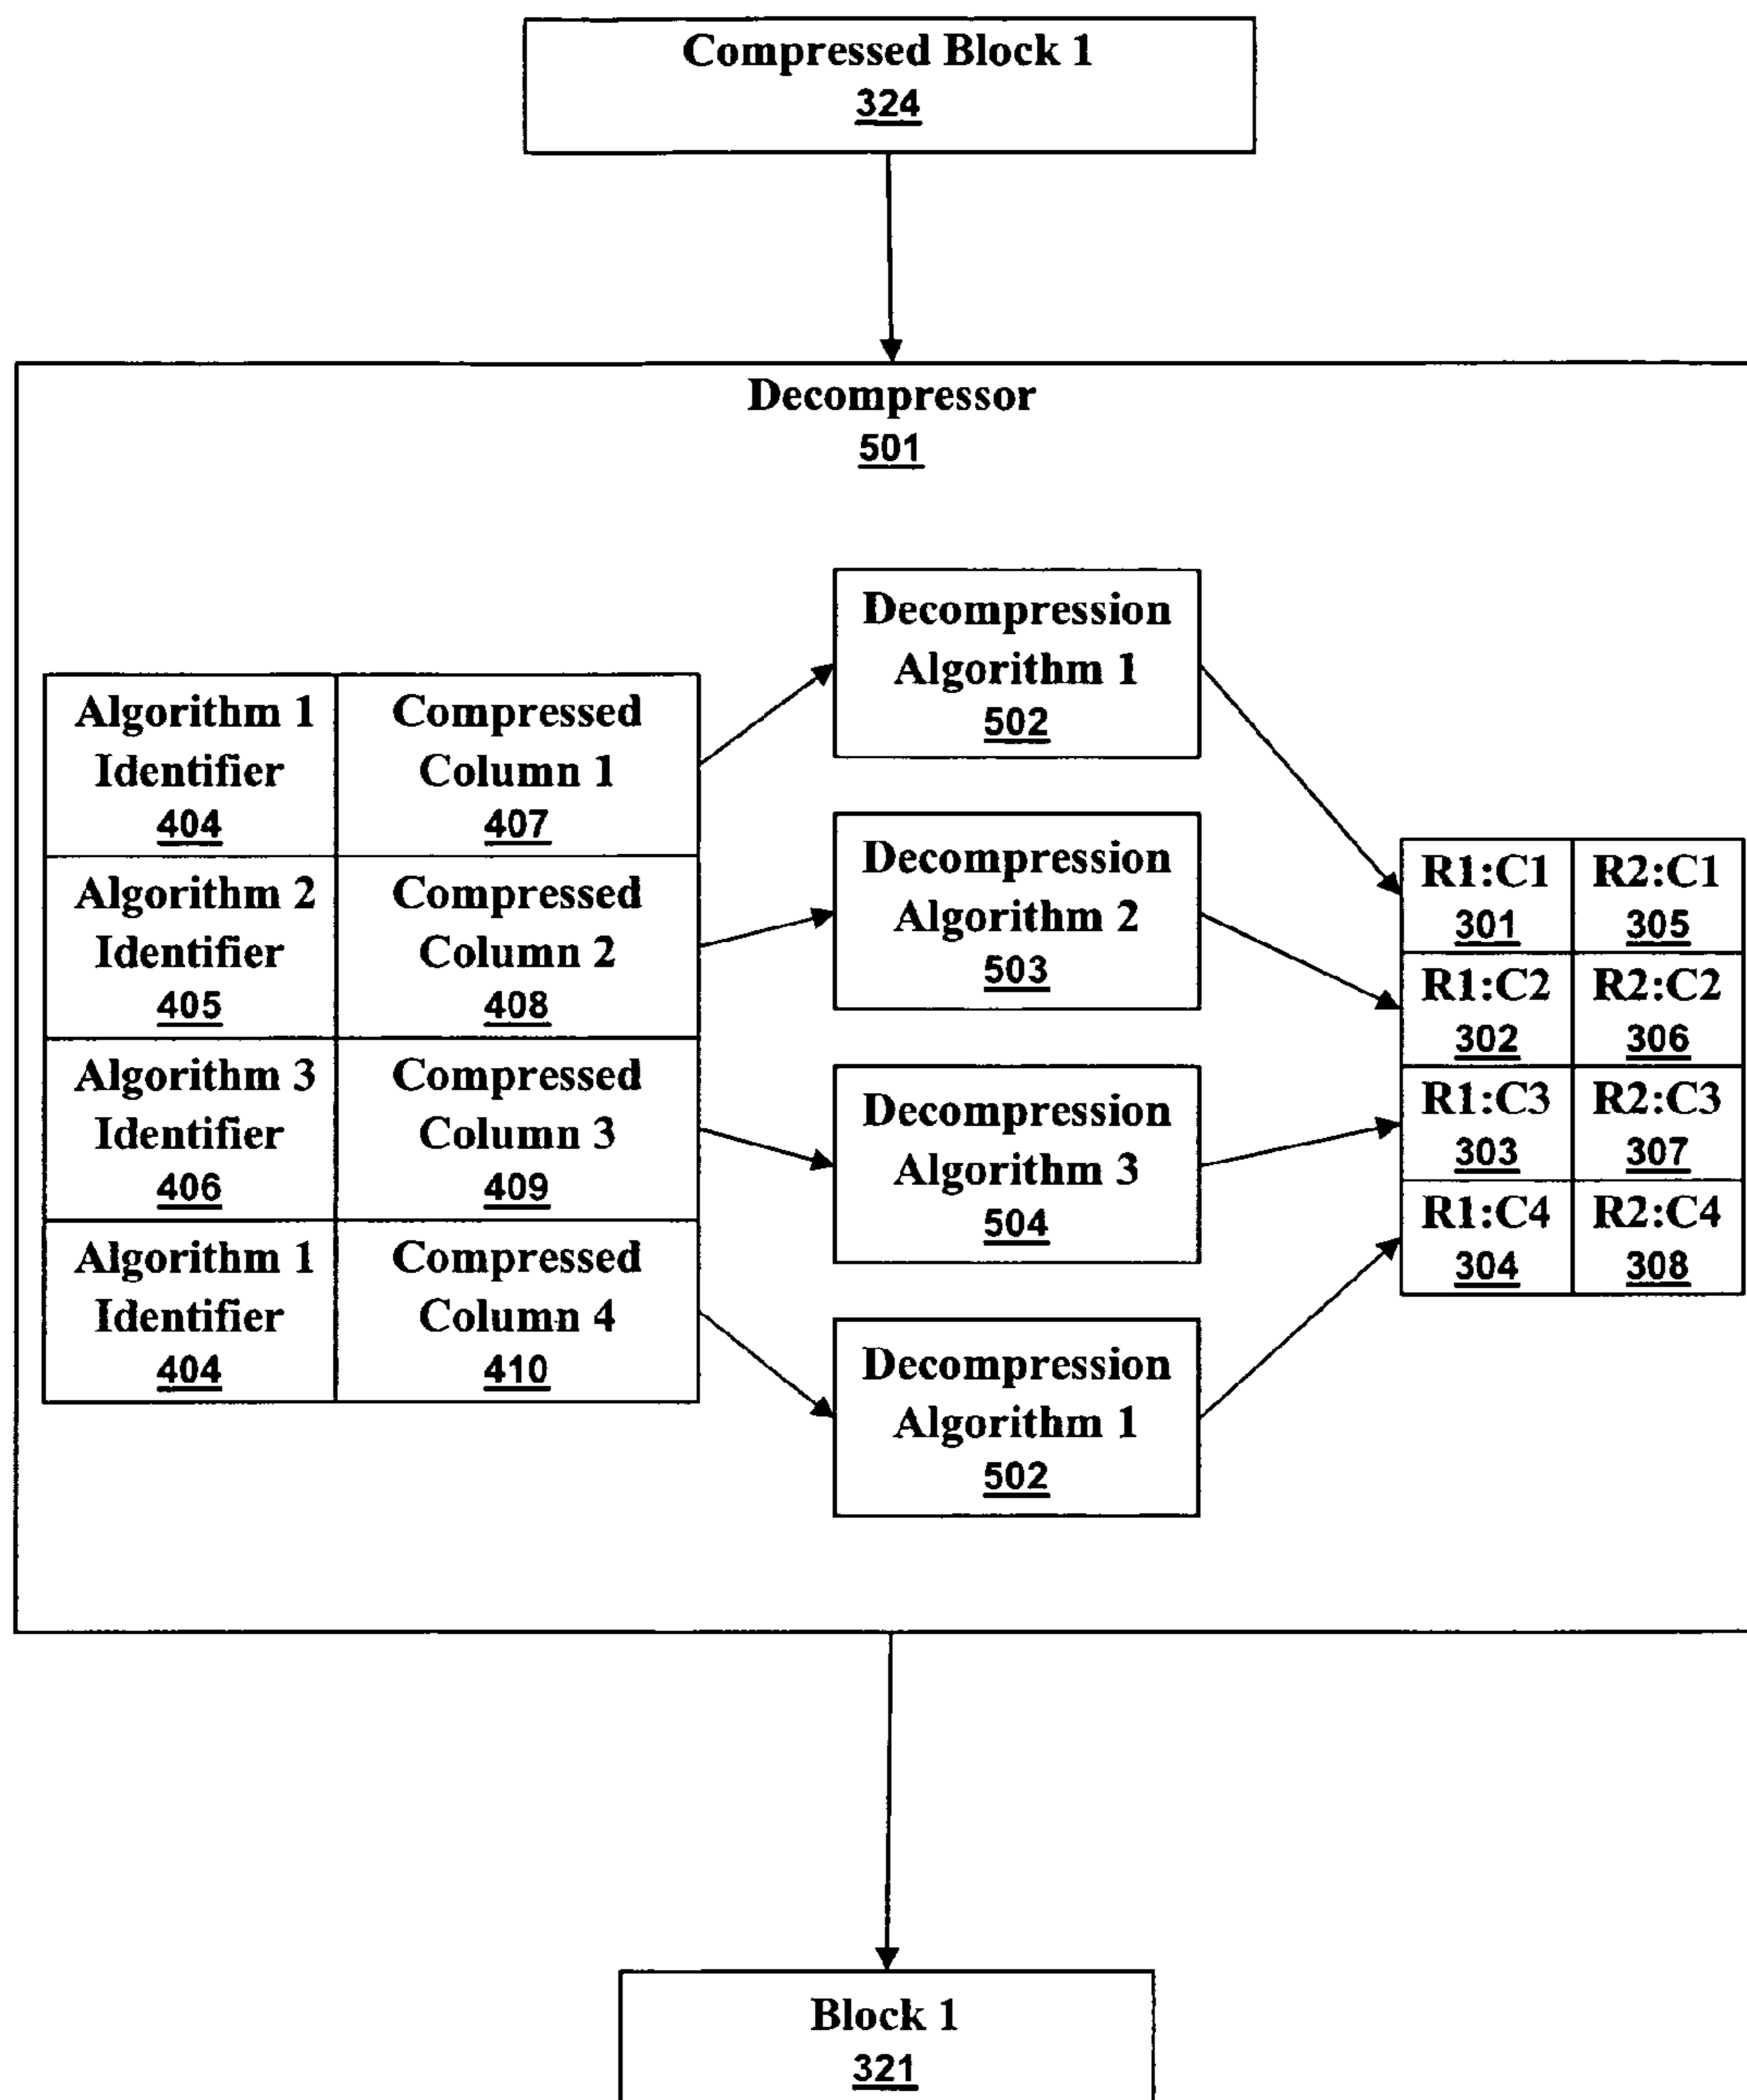 Compressed Block 1
324
Decompressor
501
Algorithm 1
Identifier
404
Compressed
Column 1
407
Algorithm 2
Identifier
405
Compressed
Column 2
408
Algorithm 3
Identifier
406
Compressed
Column 3
409
Algorithm 1
Identifier
404
Compressed
Column 4
410
Decompression
Algorithm 1
502
Decompression
Algorithm 2
503
Decompression
Algorithm 3
504
Decompression
Algorithm 1
502
R1:C1
301
R2:C1
305
R1:C2
302
R2:C2
306
R1:C3
303
R2:C3
307
R1:C4
304
R2:C4
308
Block 1
321